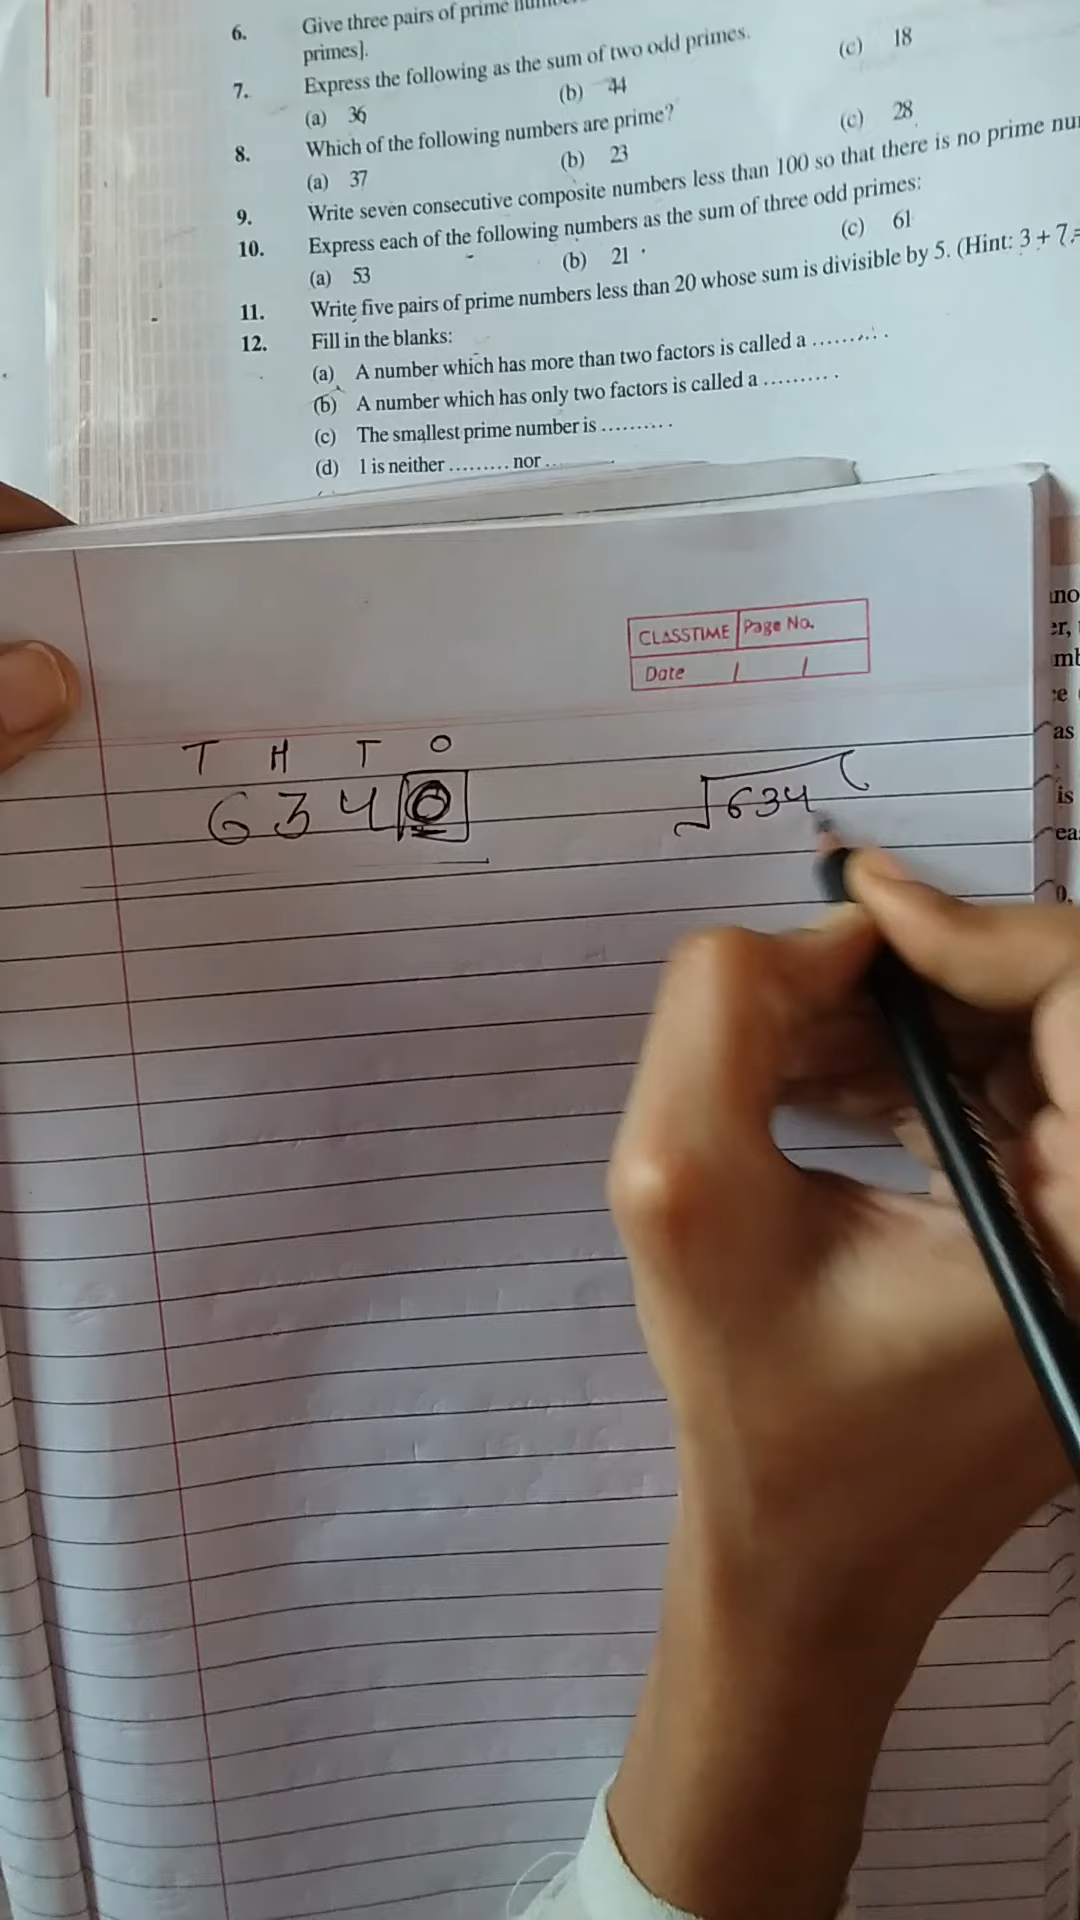 6. Give three pairs of prime
primes].
7. Express the following as the sum of two odd primes.
(a) 36 (b) 44 (c) 18
8. Which of the following numbers are prime?
(a) 37 (b) 23 (c) 28
9. Write seven consecutive composite numbers less than 100 so that there is no prime
10. Express each of the following numbers as the sum of three odd primes:
(a) 53 (b) 21 (c) 61
11. Write five pairs of prime numbers less than 20 whose sum is divisible by 5. (Hint: 3 + 7 =
12. Fill in the blanks:
(a) A number which has more than two factors is called a ..........
(b) A number which has only two factors is called a ..........
(c) The smallest prime number is ..........
(d) 1 is neither ......... nor ..........
CLASSTIME Page No.
Date / /
T H T O
6 3 4 0
634
as
is